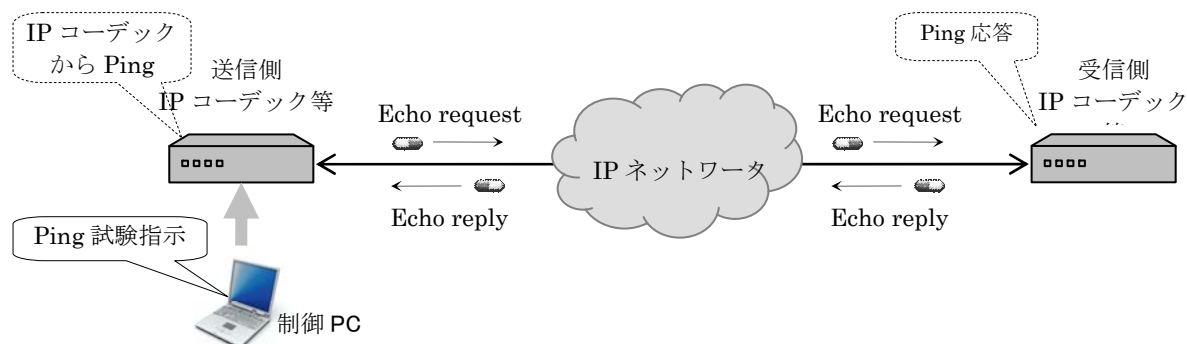 IP コーデック
から Ping
送信側
IP コーデック等
Echo request
Echo reply
IP ネットワーク
Echo request
Echo reply
Ping 応答
受信側
IP コーデック
Ping 試験指示
制御 PC